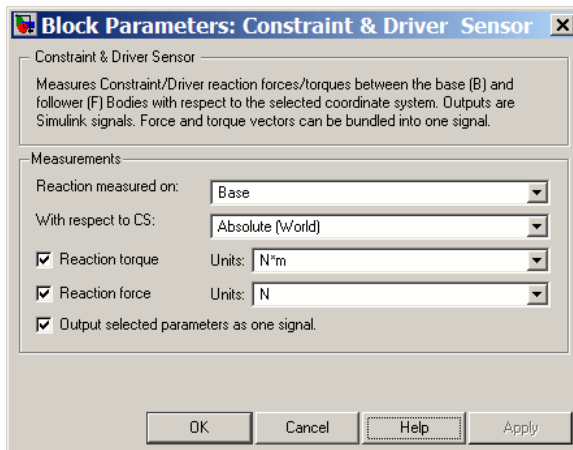 Block Parameters: Constraint & Driver Sensor
Constraint & Driver Sensor
Measures Constraint/Driver reaction forces/torques between the base (B) and
follower (F) Bodies with respect to the selected coordinate system. Outputs are
Simulink signals. Force and torque vectors can be bundled into one signal.
Measurements
Reaction measured on: Base
With respect to CS: Absolute (World)
Reaction torque Units: N*m
Reaction force Units: N
Output selected parameters as one signal.
OK Cancel Help Apply